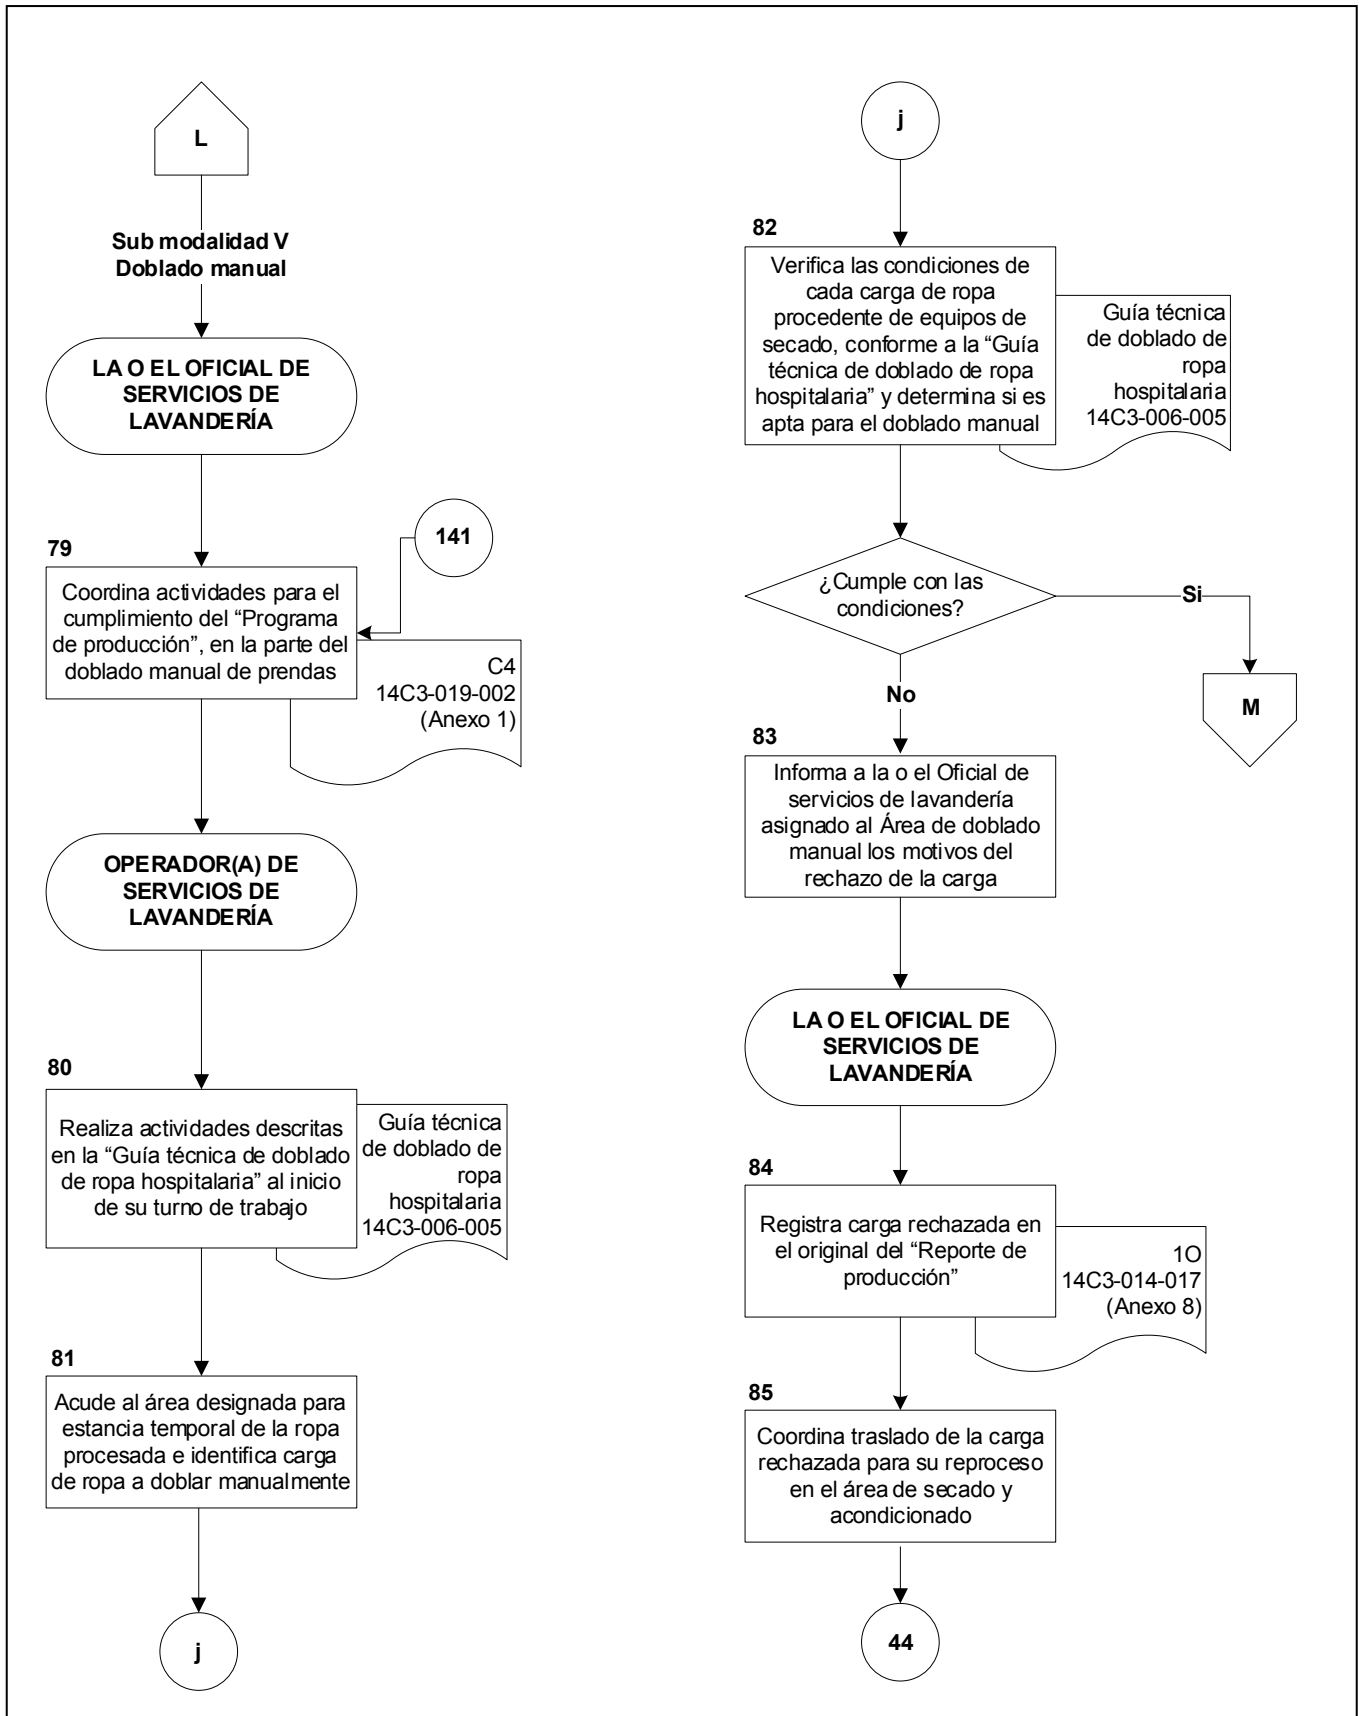 L
Sub modalidad V
Doblado manual
LA O EL OFICIAL DE
SERVICIOS DE
LAVANDERÍA
141
79
Coordina actividades para el
cumplimiento del “Programa
de producción”, en la parte del
doblado manual de prendas
C4
14C3-019-002
(Anexo 1)
OPERADOR(A) DE
SERVICIOS DE
LAVANDERÍA
80
Realiza actividades descritas
en la “Guía técnica de doblado
de ropa hospitalaria” al inicio
de su turno de trabajo
Guía técnica
de doblado de
ropa
hospitalaria
14C3-006-005
81
Acude al área designada para
estancia temporal de la ropa
procesada e identifica carga
de ropa a doblar manualmente
j
j
82
Verifica las condiciones de
cada carga de ropa
procedente de equipos de
secado, conforme a la “Guía
técnica de doblado de ropa
hospitalaria” y determina si es
apta para el doblado manual
Guía técnica
de doblado de
ropa
hospitalaria
14C3-006-005
¿Cumple con las
condiciones?
Si
M
No
83
Informa a la o el Oficial de
servicios de lavandería
asignado al Área de doblado
manual los motivos del
rechazo de la carga
LA O EL OFICIAL DE
SERVICIOS DE
LAVANDERÍA
84
Registra carga rechazada en
el original del “Reporte de
producción”
1O
14C3-014-017
(Anexo 8)
85
Coordina traslado de la carga
rechazada para su reproceso
en el área de secado y
acondicionado
44